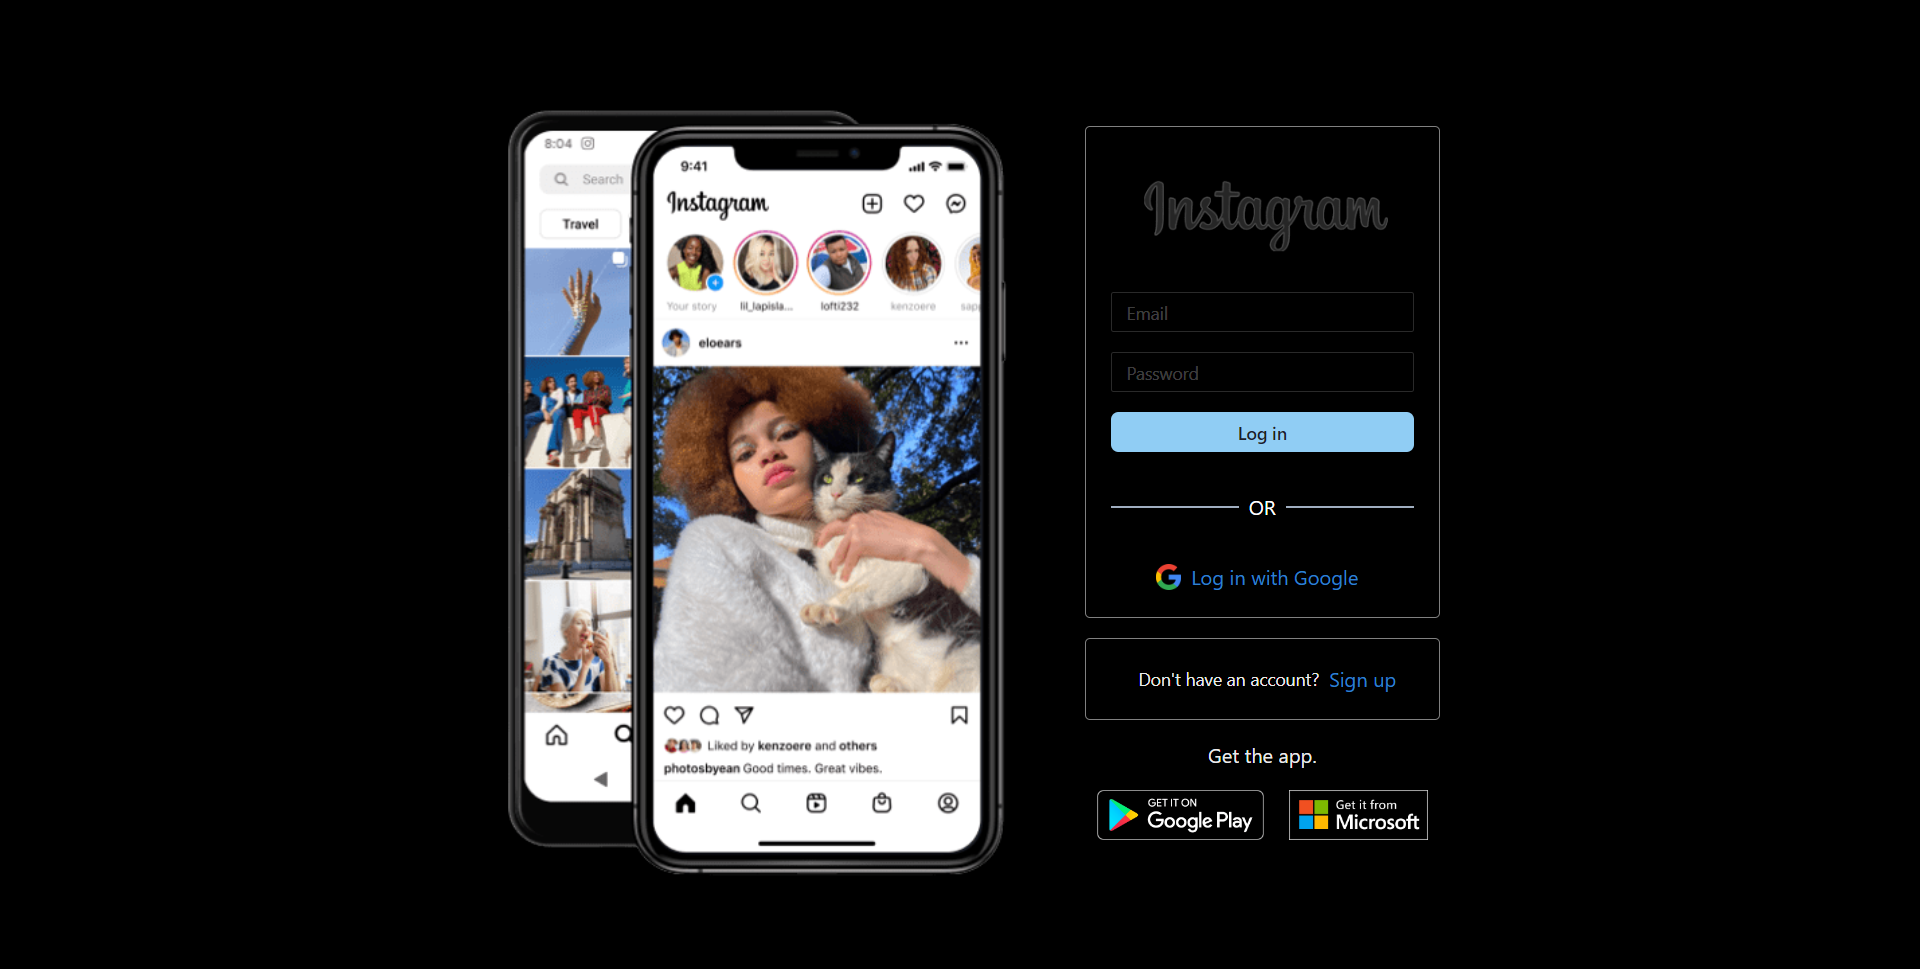 8:04
Search
Travel
9:41
Instagram
Your story
lil_lapisla...
lofti232
kenzoere
eloears
Liked by kenzoere and others
photosbyean Good times. Great vibes.
Instagram
Email
Password
Log in
OR
Log in with Google
Don't have an account? Sign up
Get the app.
GET IT ON
Google Play
Get it from
Microsoft